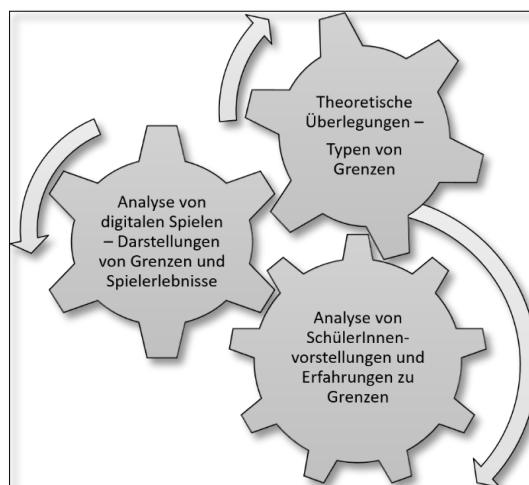 Theoretische
Überlegungen –
Typen von
Grenzen
Analyse von
digitalen Spielen
– Darstellungen
von Grenzen und
Spielerlebnisse
Analyse von
SchülerInnen-
vorstellungen und
Erfahrungen zu
Grenzen